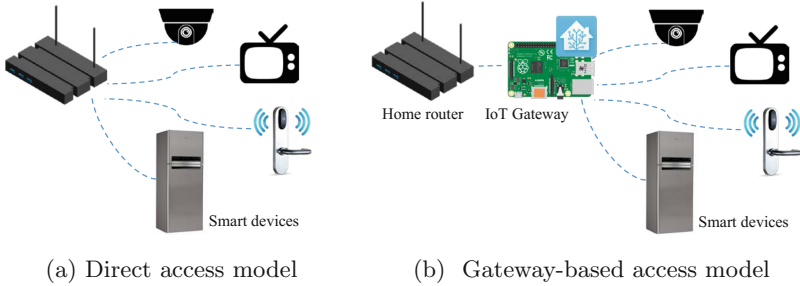 Home router
IoT Gateway
Smart devices
Smart devices
(a) Direct access model
(b) Gateway-based access model